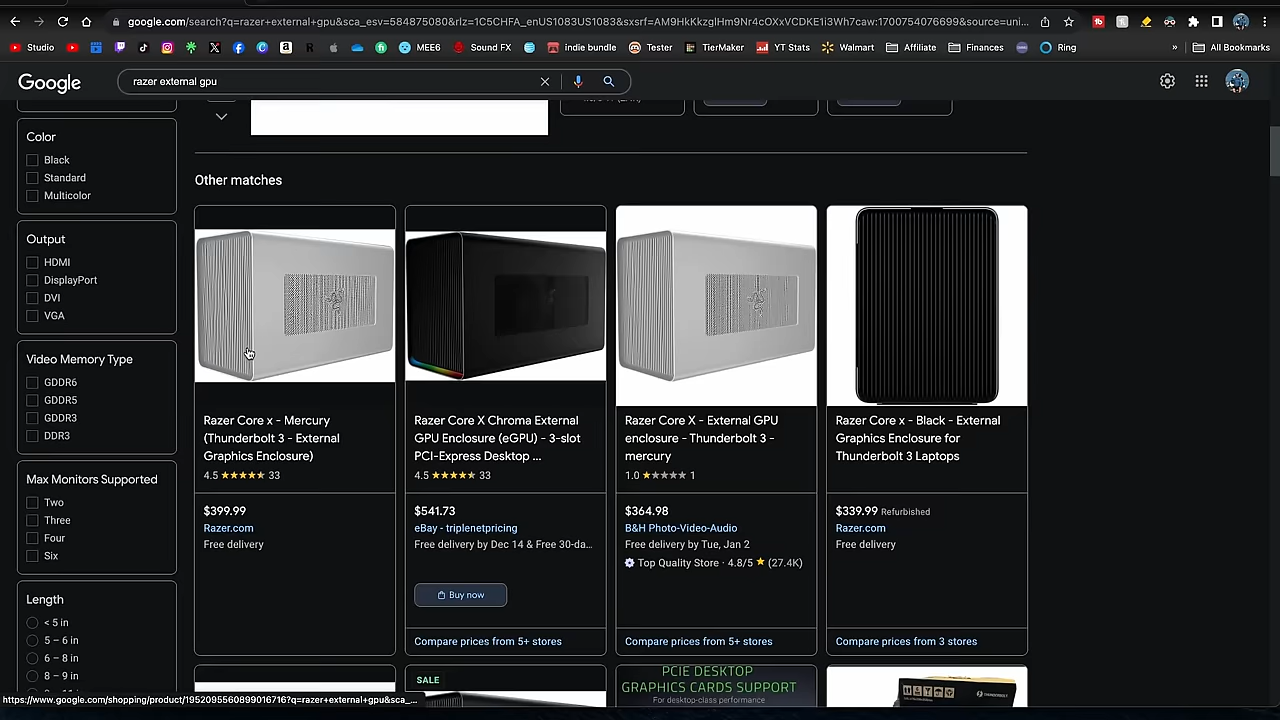 google.com/search?q=razer+external+gpu&sca_esv=584875080&rlz=1C5CHFA_enUS1083US1083&sxsrf=AM9HkKkzglHm9Nr4cOXxVCDKE1i3Wh7caw:1700754076699&source=uni...
Studio
MEE6
Sound FX
indie bundle
Tester
TierMaker
YT Stats
Walmart
Affiliate
Finances
Ring
»
All Bookmarks
Google
razer external gpu
Color
Black
Standard
Multicolor
Output
HDMI
DisplayPort
DVI
VGA
Video Memory Type
GDDR6
GDDR5
GDDR3
DDR3
Max Monitors Supported
Two
Three
Four
Six
Length
< 5 in
5 – 6 in
6 – 8 in
8 – 9 in
Other matches
Razer Core x - Mercury
(Thunderbolt 3 - External
Graphics Enclosure)
4.5 ★★★★★ 33
$399.99
Razer.com
Free delivery
Razer Core X Chroma External
GPU Enclosure (eGPU) - 3-slot
PCI-Express Desktop ...
4.5 ★★★★★ 33
$541.73
eBay - triplenetpricing
Free delivery by Dec 14 & Free 30-da...
Buy now
Compare prices from 5+ stores
Razer Core X - External GPU
enclosure - Thunderbolt 3 -
mercury
1.0 ★★★★★ 1
$364.98
B&H Photo-Video-Audio
Free delivery by Tue, Jan 2
Top Quality Store · 4.8/5 ★ (27.4K)
Compare prices from 5+ stores
Razer Core x - Black - External
Graphics Enclosure for
Thunderbolt 3 Laptops
$339.99 Refurbished
Razer.com
Free delivery
Compare prices from 3 stores
SALE
PCIE DESKTOP
GRAPHICS CARDS SUPPORT
For desktop-class performance
THUNDERBOLT